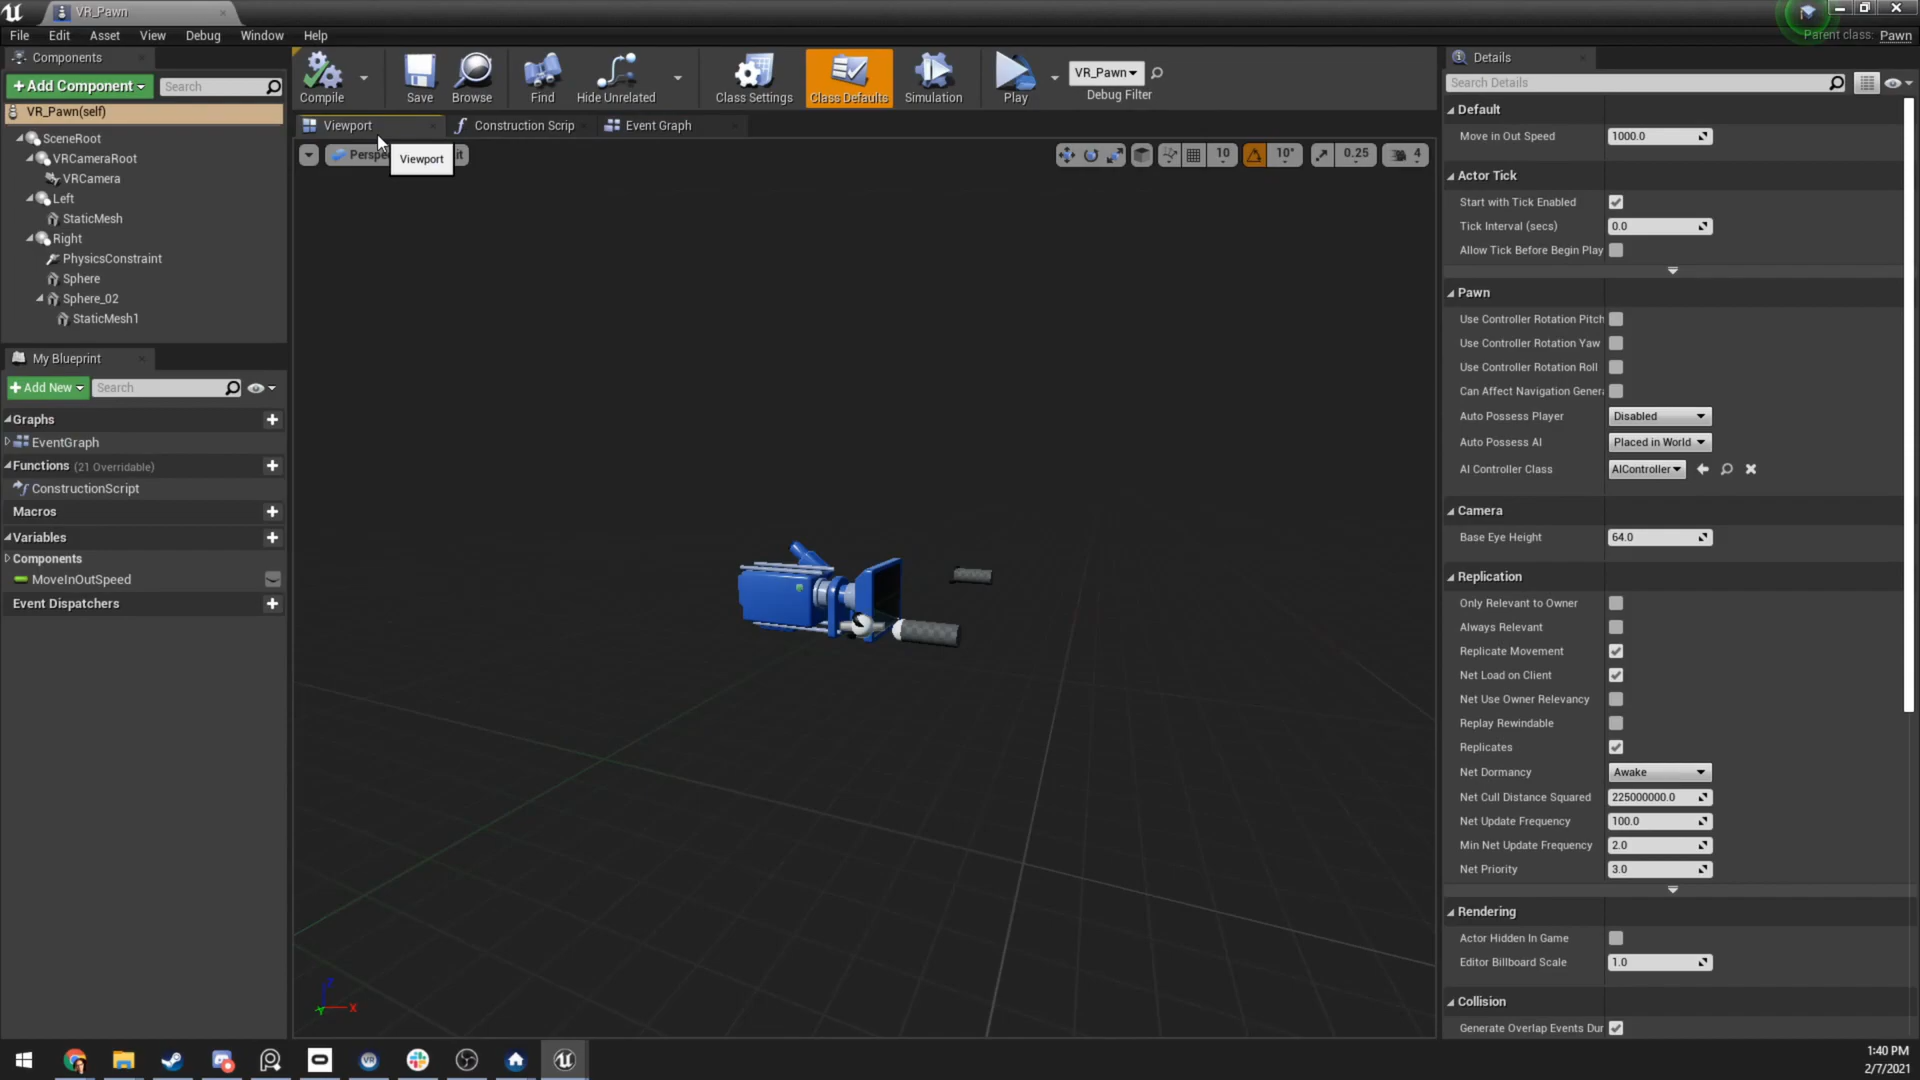 VR_Pawn
File Edit Asset View Debug Window Help
Parent class: Pawn
Components
+Add Component
Search
VR_Pawn(self)
SceneRoot
VRCameraRoot
VRCamera
Left
StaticMesh
Right
PhysicsConstraint
Sphere
Sphere_02
StaticMesh1
My Blueprint
+Add New
Search
Graphs
EventGraph
Functions (21 Overridable)
ConstructionScript
Macros
Variables
Components
MoveInOutSpeed
Event Dispatchers
Compile
Save
Browse
Find
Hide Unrelated
Class Settings
Class Defaults
Simulation
Play
VR_Pawn
Debug Filter
Viewport
Construction Scrip
Event Graph
Perspe
it
Viewport
10
10°
0.25
4
Z
X
Y
Details
Search Details
Default
Move in Out Speed 1000.0
Actor Tick
Start with Tick Enabled
Tick Interval (secs) 0.0
Allow Tick Before Begin Play
Pawn
Use Controller Rotation Pitch
Use Controller Rotation Yaw
Use Controller Rotation Roll
Can Affect Navigation Genera
Auto Possess Player Disabled
Auto Possess AI Placed in World
AI Controller Class AIController
Camera
Base Eye Height 64.0
Replication
Only Relevant to Owner
Always Relevant
Replicate Movement
Net Load on Client
Net Use Owner Relevancy
Replay Rewindable
Replicates
Net Dormancy Awake
Net Cull Distance Squared 225000000.0
Net Update Frequency 100.0
Min Net Update Frequency 2.0
Net Priority 3.0
Rendering
Actor Hidden In Game
Editor Billboard Scale 1.0
Collision
Generate Overlap Events Dur
1:40 PM
2/7/2021